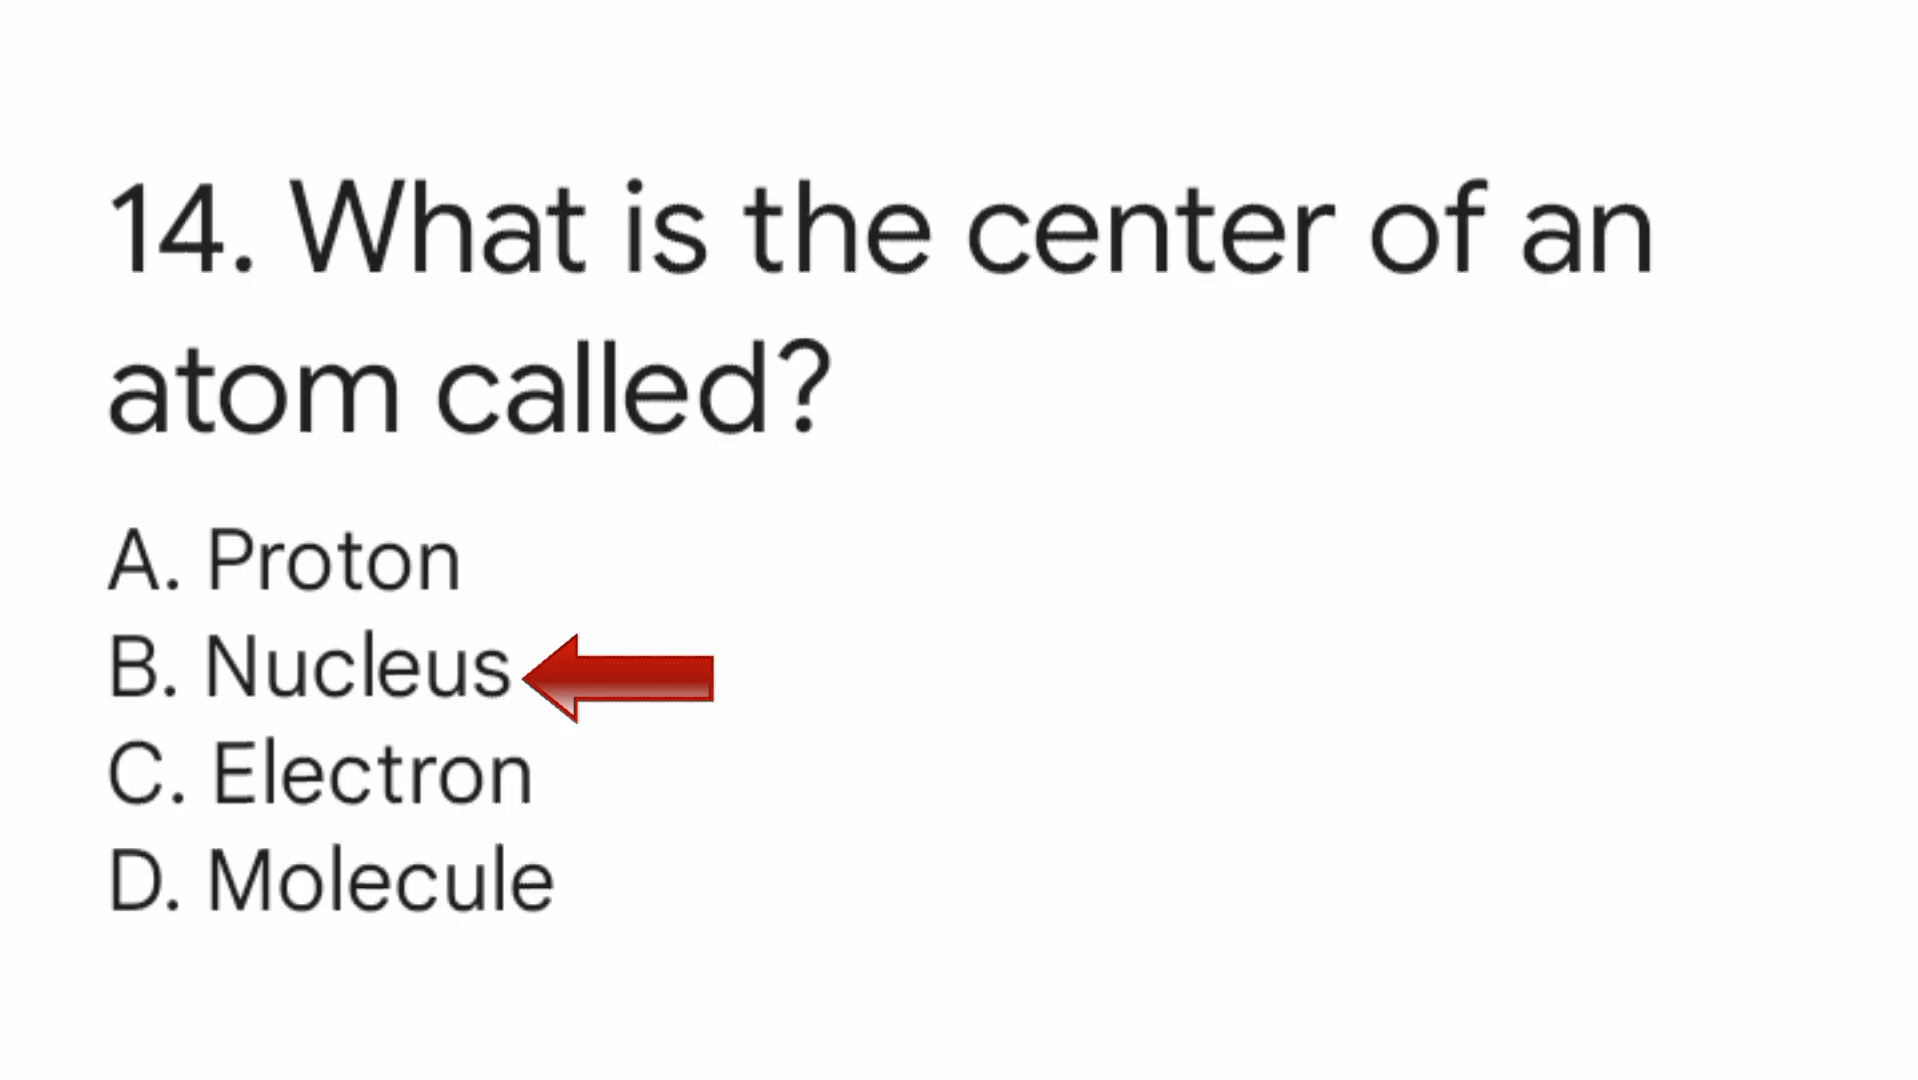 14. What is the center of an
atom called?
A. Proton
B. Nucleus
C. Electron
D. Molecule